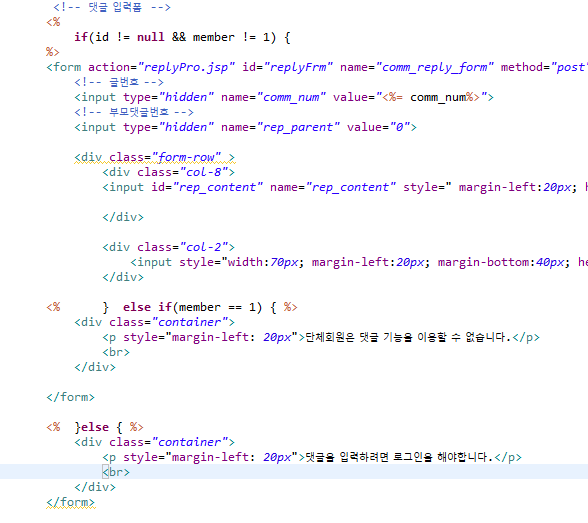 <!-- 댓글 입력폼 -->
<%
if(id != null && member != 1) {
%>
<form action="replyPro.jsp" id="replyFrm" name="comm_reply_form" method="post"
<!-- 글번호 -->
<input type="hidden" name="comm_num" value="<%= comm_num%>">
<!-- 부모댓글번호 -->
<input type="hidden" name="rep_parent" value="0">
<div class="form-row" >
<div class="col-8">
<input id="rep_content" name="rep_content" style=" margin-left:20px; h
</div>
<div class="col-2">
<input style="width:70px; margin-left:20px; margin-bottom:40px; he
</div>
<% } else if(member == 1) { %>
<div class="container">
<p style="margin-left: 20px">단체회원은 댓글 기능을 이용할 수 없습니다.</p>
<br>
</div>
</form>
<% }else { %>
<div class="container">
<p style="margin-left: 20px">댓글을 입력하려면 로그인을 해야합니다.</p>
<br>
</div>
</form>